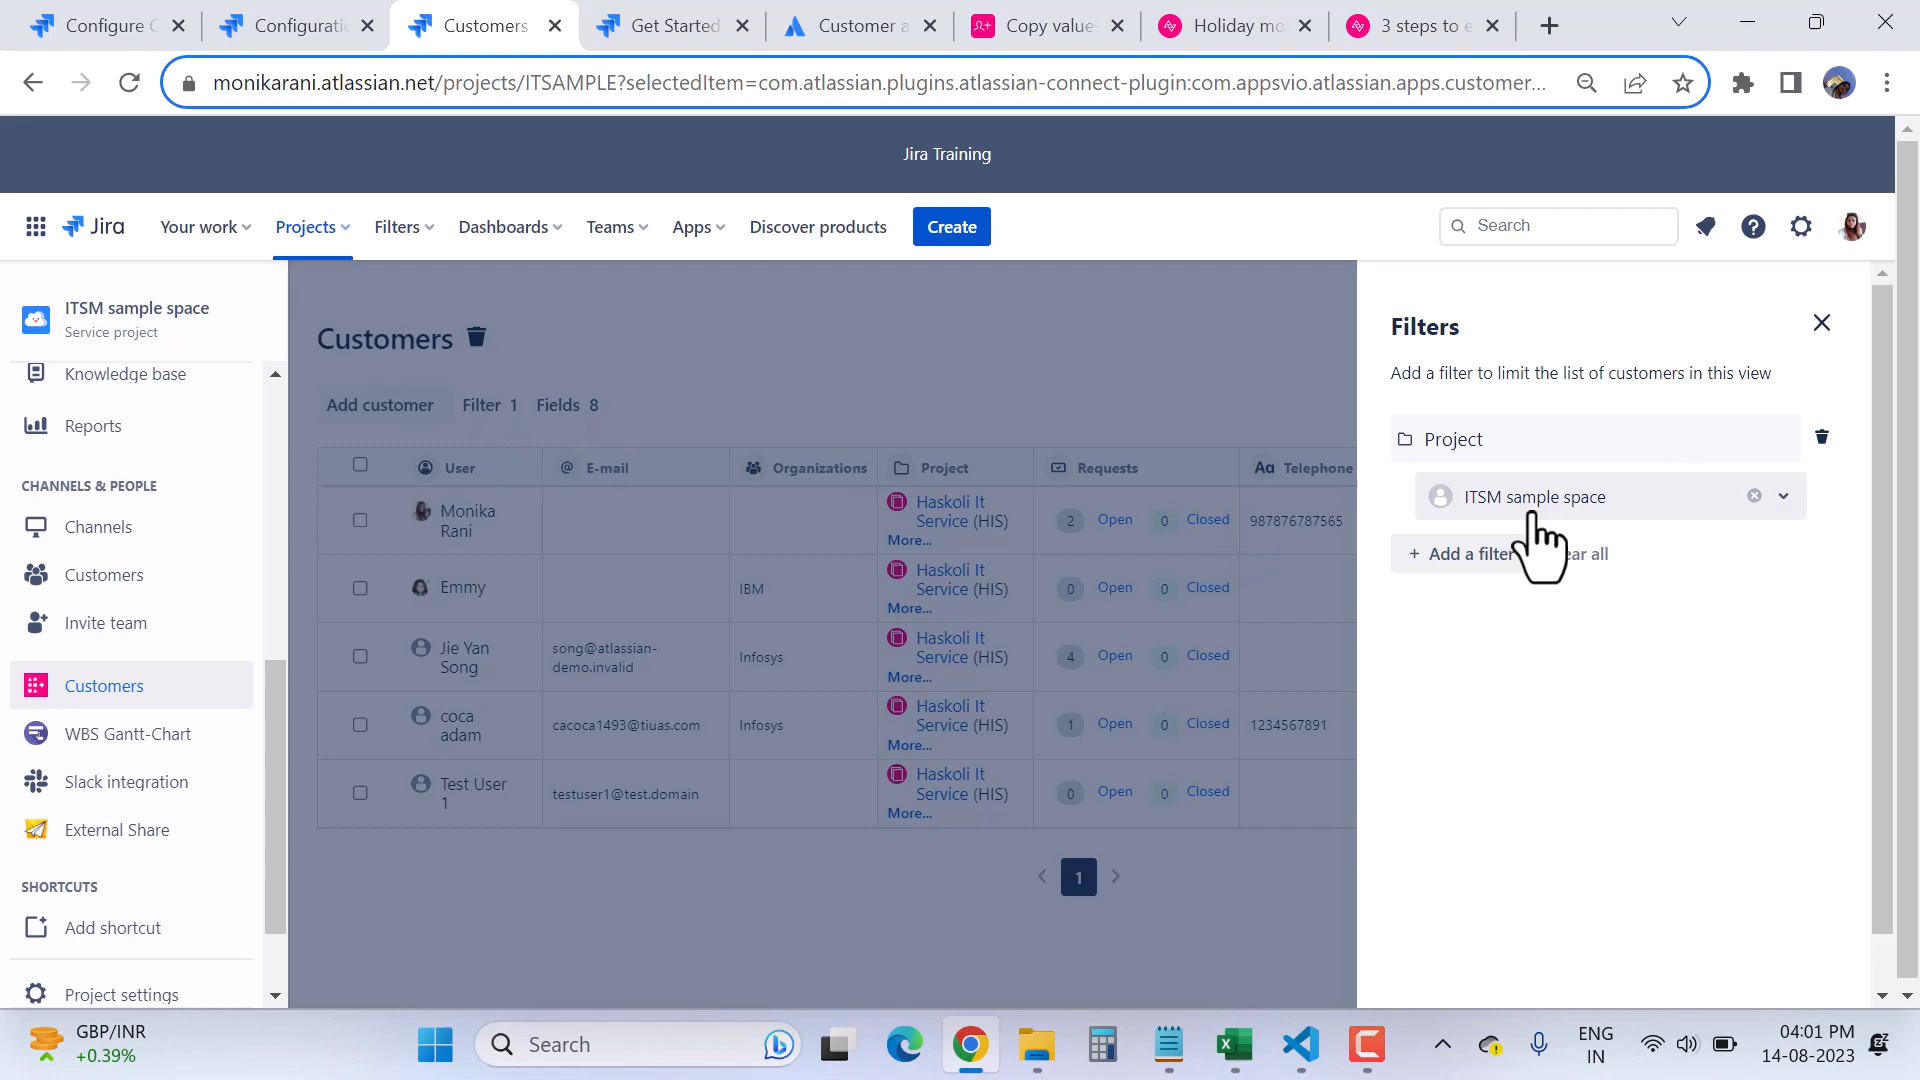 Configure C
Configuratio
Customers
Get Started
Customer a
Copy values
Holiday mo
3 steps to e
monikarani.atlassian.net/projects/ITSAMPLE?selectedItem=com.atlassian.plugins.atlassian-connect-plugin:com.appsvio.atlassian.apps.customer...
Jira Training
Jira
Your work
Projects
Filters
Dashboards
Teams
Apps
Discover products
Create
Search
ITSM sample space
Service project
Knowledge base
Reports
CHANNELS & PEOPLE
Channels
Customers
Invite team
Customers
WBS Gantt-Chart
Slack integration
External Share
SHORTCUTS
Add shortcut
Project settings
Customers
Add customer Filter 1 Fields 8
User @ E-mail Organizations Project Requests Aa Telephone
Monika Rani
Haskoli It
Service (HIS)
More...
2 Open 0 Closed 987876787565
Emmy IBM
Haskoli It
Service (HIS)
More...
0 Open 0 Closed
Jie Yan
Song
song@atlassian-
demo.invalid
Infosys
Haskoli It
Service (HIS)
More...
4 Open 0 Closed
coca
adam
cacoca1493@tiuas.com Infosys
Haskoli It
Service (HIS)
More...
1 Open 0 Closed 1234567891
Test User
1
testuser1@test.domain
Haskoli It
Service (HIS)
More...
0 Open 0 Closed
1
Filters
Add a filter to limit the list of customers in this view
Project
ITSM sample space
+ Add a filter ear all
GBP/INR
+0.39%
Search
ENG
IN
04:01 PM
14-08-2023